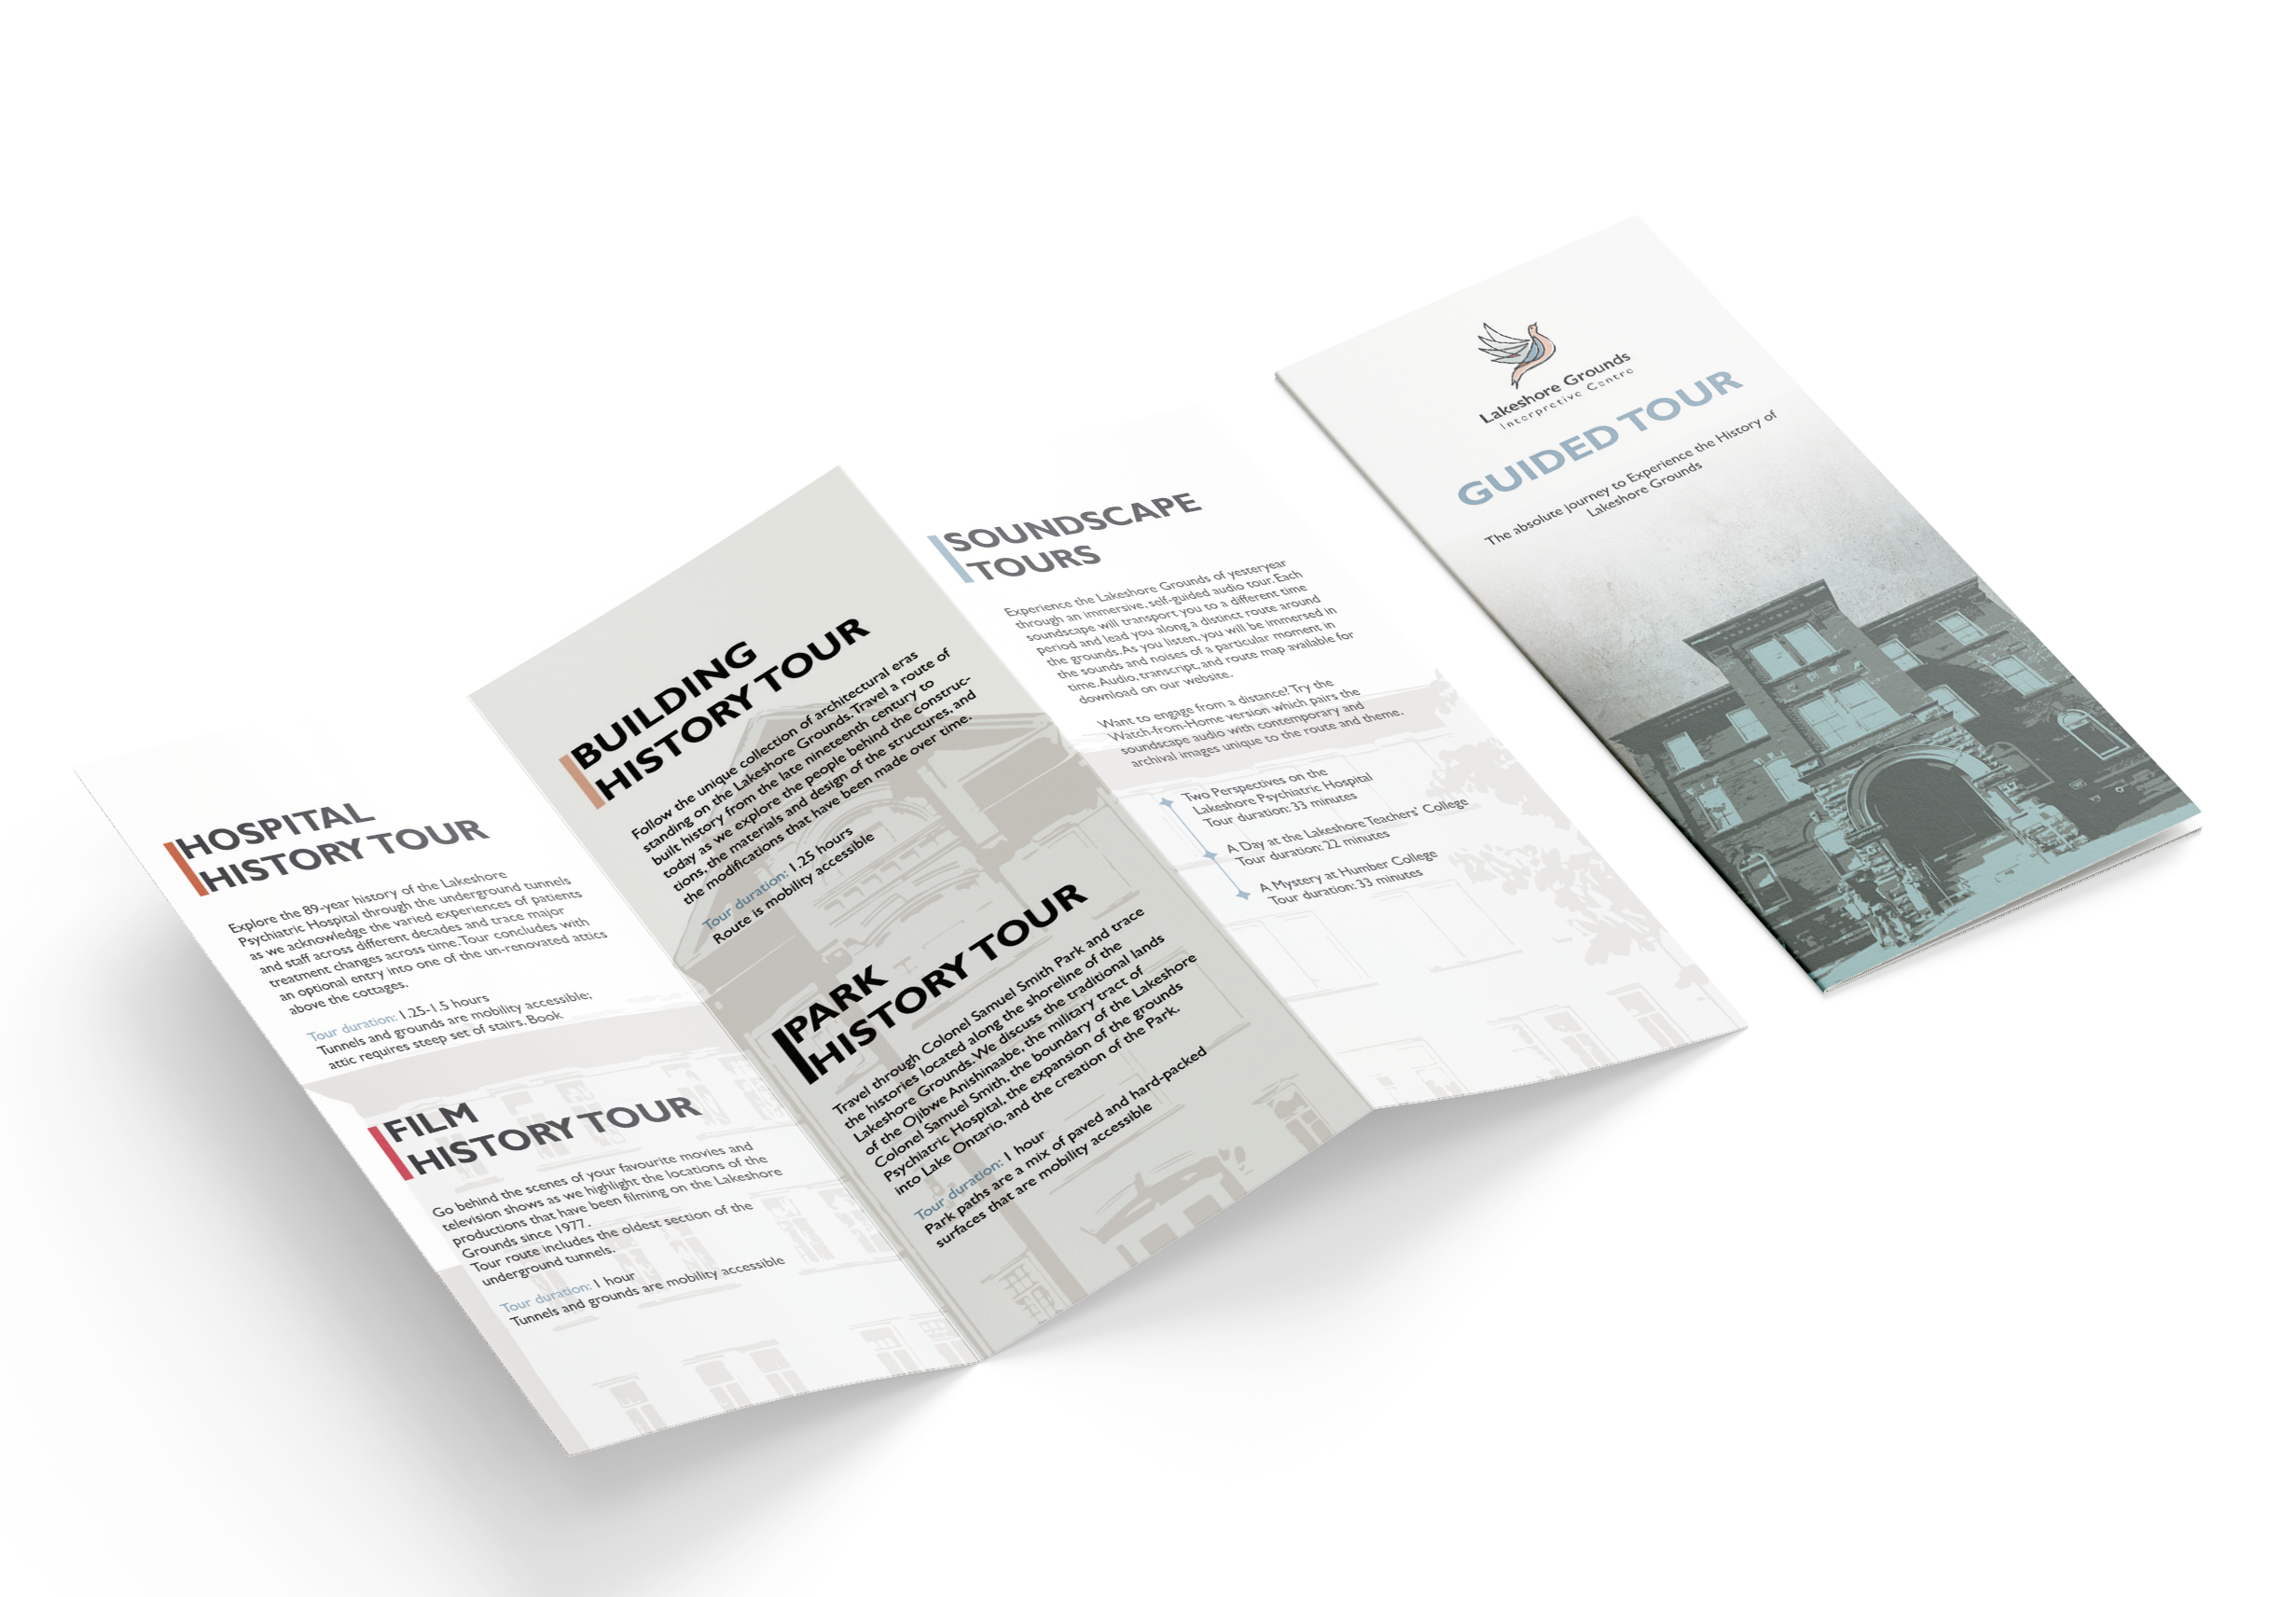 HOSPITAL
HISTORY TOUR
Explore the 89-year history of the Lakeshore
Psychiatric Hospital through the underground tunnels
as we acknowledge the varied experiences of patients
and staff across different decades and trace major
treatment changes across time. Tour concludes with
an optional entry into one of the un-renovated attics
above the cottages.
Tour duration: 1.25-1.5 hours
Tunnels and grounds are mobility accessible;
attic requires steep set of stairs. Book
FILM
HISTORY TOUR
Go behind the scenes of your favourite movies and
television shows as we highlight the locations of the
productions that have been filming on the Lakeshore
Grounds since 1977.
Tour route includes the oldest section of the
underground tunnels.
Tour duration: 1 hour
Tunnels and grounds are mobility accessible
BUILDING
HISTORY TOUR
Follow the unique collection of architectural eras
standing on the Lakeshore Grounds. Travel a route of
built history from the late nineteenth century to
today as we explore the people behind the construc-
tions, the materials and design of the structures, and
the modifications that have been made over time.
Tour duration: 1.25 hours
Route is mobility accessible
PARK
HISTORY TOUR
Travel through Colonel Samuel Smith Park and trace
the histories located along the shoreline of the
Lakeshore Grounds. We discuss the traditional lands
of the Ojibwe Anishinaabe, the military tract of
Colonel Samuel Smith, the boundary of the Lakeshore
Psychiatric Hospital, the expansion of the grounds
into Lake Ontario, and the creation of the Park.
Tour duration: 1 hour
Park paths are a mix of paved and hard-packed
surfaces that are mobility accessible
SOUNDSCAPE
TOURS
Experience the Lakeshore Grounds of yesteryear
through an immersive, self-guided audio tour. Each
soundscape will transport you to a different time
period and lead you along a distinct route around
the grounds. As you listen, you will be immersed in
the sounds and noises of a particular moment in
time. Audio, transcript, and route map available for
download on our website.
Want to engage from a distance? Try the
Watch-from-Home version which pairs the
soundscape audio with contemporary and
archival images unique to the route and theme.
Two Perspectives on the
Lakeshore Psychiatric Hospital
Tour duration: 33 minutes
A Day at the Lakeshore Teachers' College
Tour duration: 22 minutes
A Mystery at Humber College
Tour duration: 33 minutes
Lakeshore Grounds
Interpretive Centre
GUIDED TOUR
The absolute Journey to Experience the History of
Lakeshore Grounds